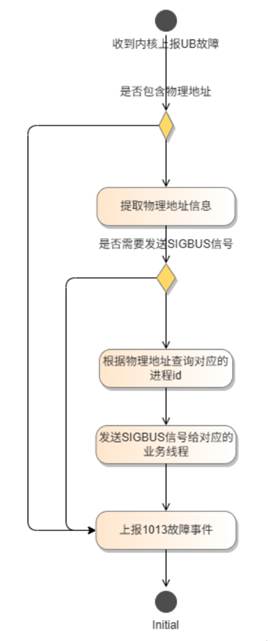 收到内核上报UB故障
是否包含物理地址
提取物理地址信息
是否需要发送SIGBUS信号
根据物理地址查询对应的
进程id
发送SIGBUS信号给对应的
业务线程
上报1013故障事件
Initial